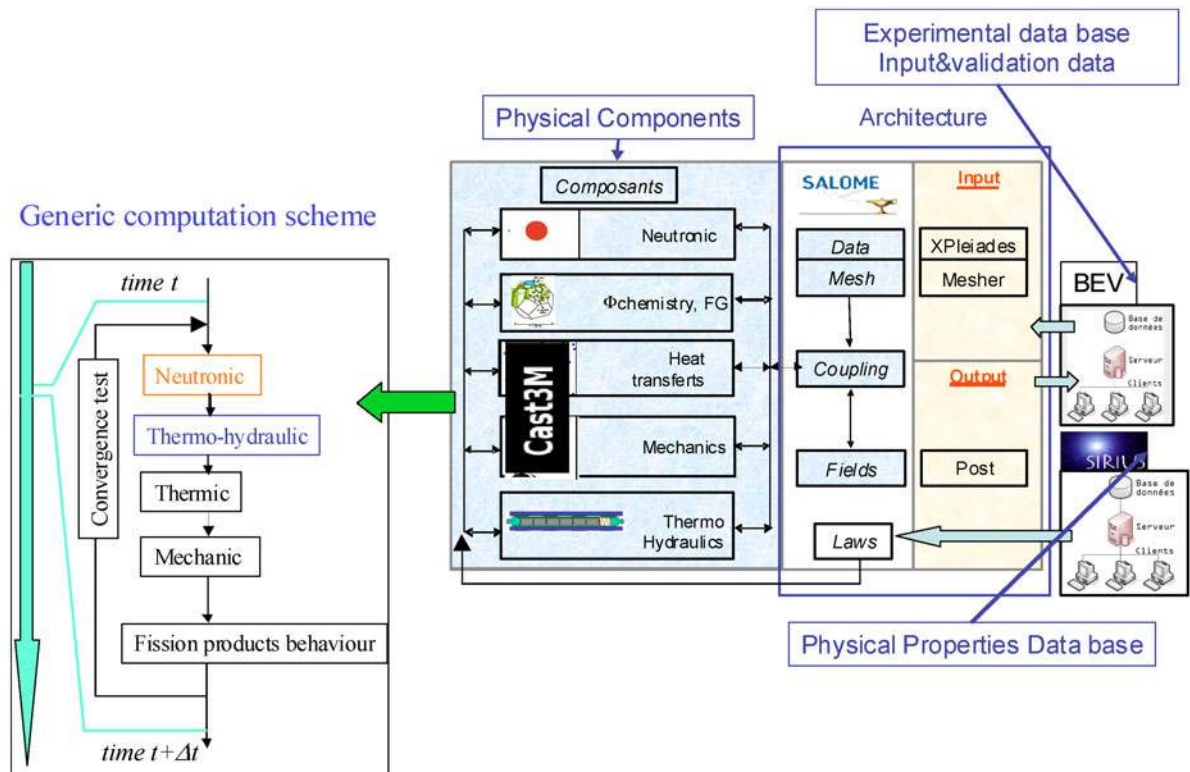 Experimental data base
Input&validation data
Physical Components
Architecture
Generic computation scheme
time t
Convergence test
Neutronic
Thermo-hydraulic
Thermic
Mechanic
Fission products behaviour
time t+Δt
Composants
Neutronic
Φchemistry, FG
Heat
transferts
Cast3M
Mechanics
Thermo
Hydraulics
SALOME
Data
Mesh
Coupling
Fields
Laws
Input
XPleiades
Mesher
Output
Post
BEV
Base de
données
Serveur
Clients
SIRIUS
Base de
données
Serveur
Clients
Physical Properties Data base